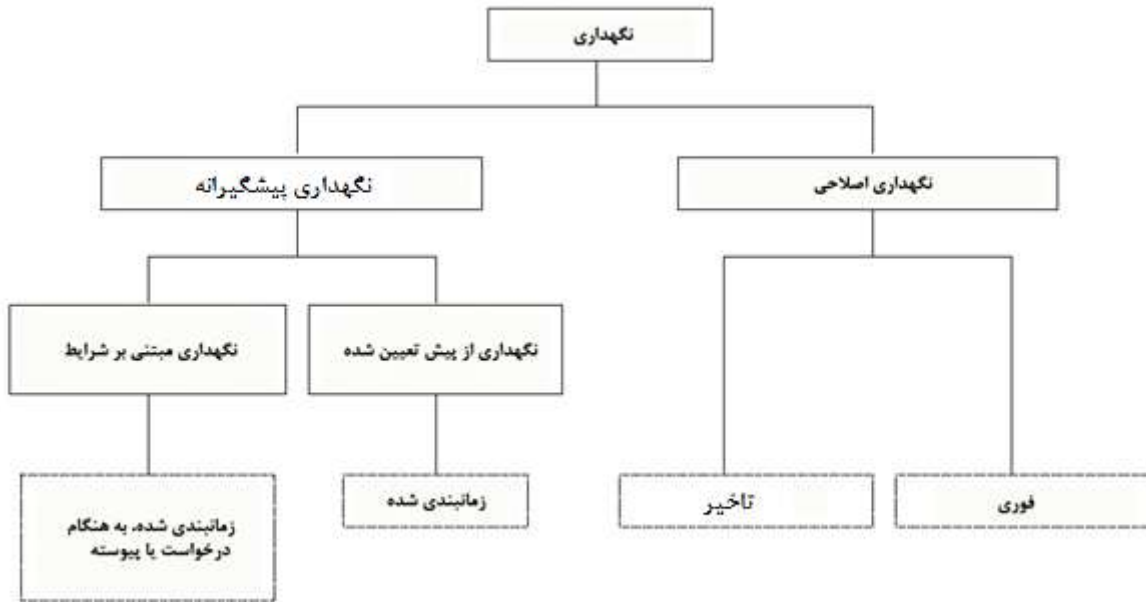 نگهداری
نگهداری اصلاحی
نگهداری پیشگیرانه
نگهداری از پیش تعیین شده
نگهداری مبتنی بر شرایط
فوری
تاخیر
زمانبندی شده
زمانبندی شده، به هنگام
درخواست یا پیوسته